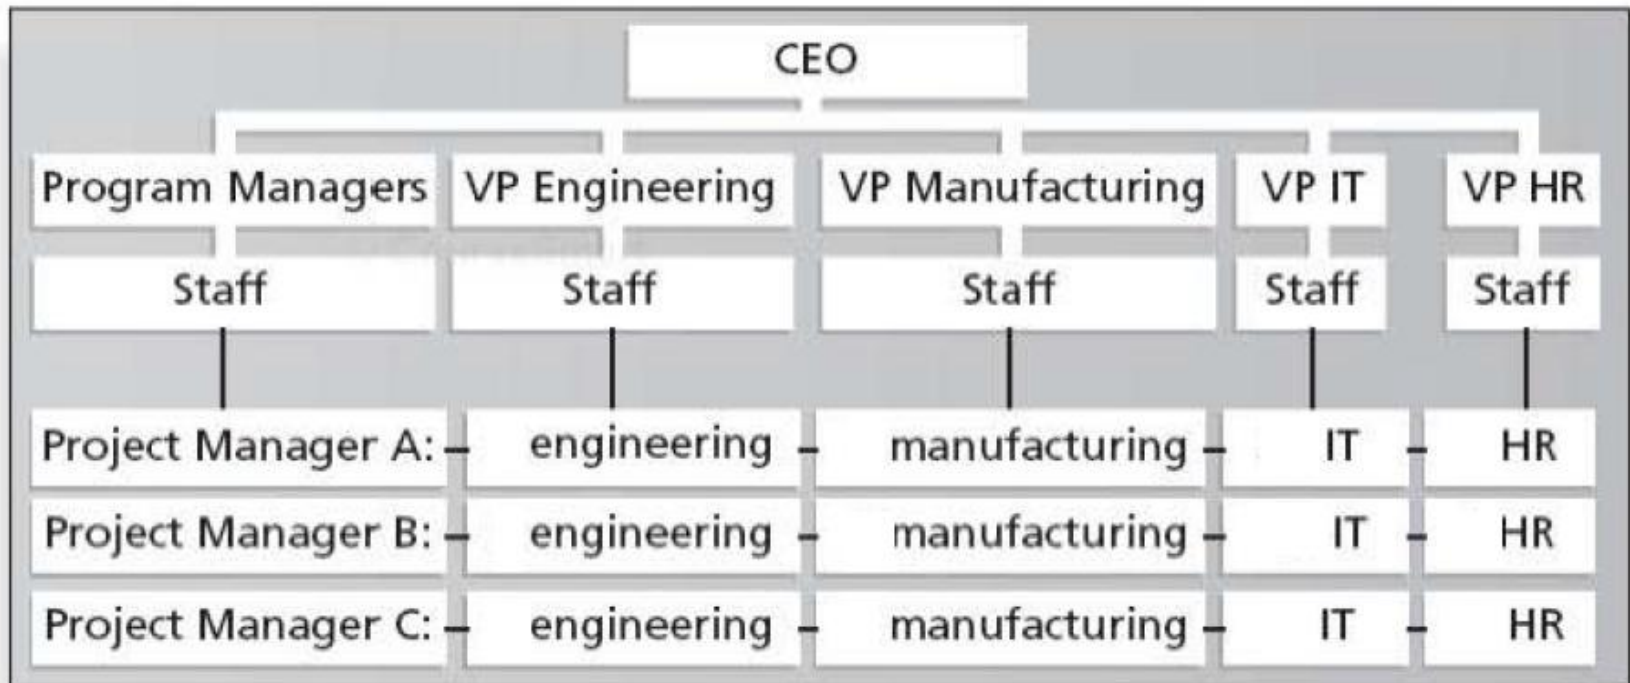 CEO
Program Managers VP Engineering VP Manufacturing VP IT VP HR
Staff Staff Staff Staff Staff
Project Manager A: engineering manufacturing IT HR
Project Manager B: engineering manufacturing IT HR
Project Manager C: engineering manufacturing IT HR